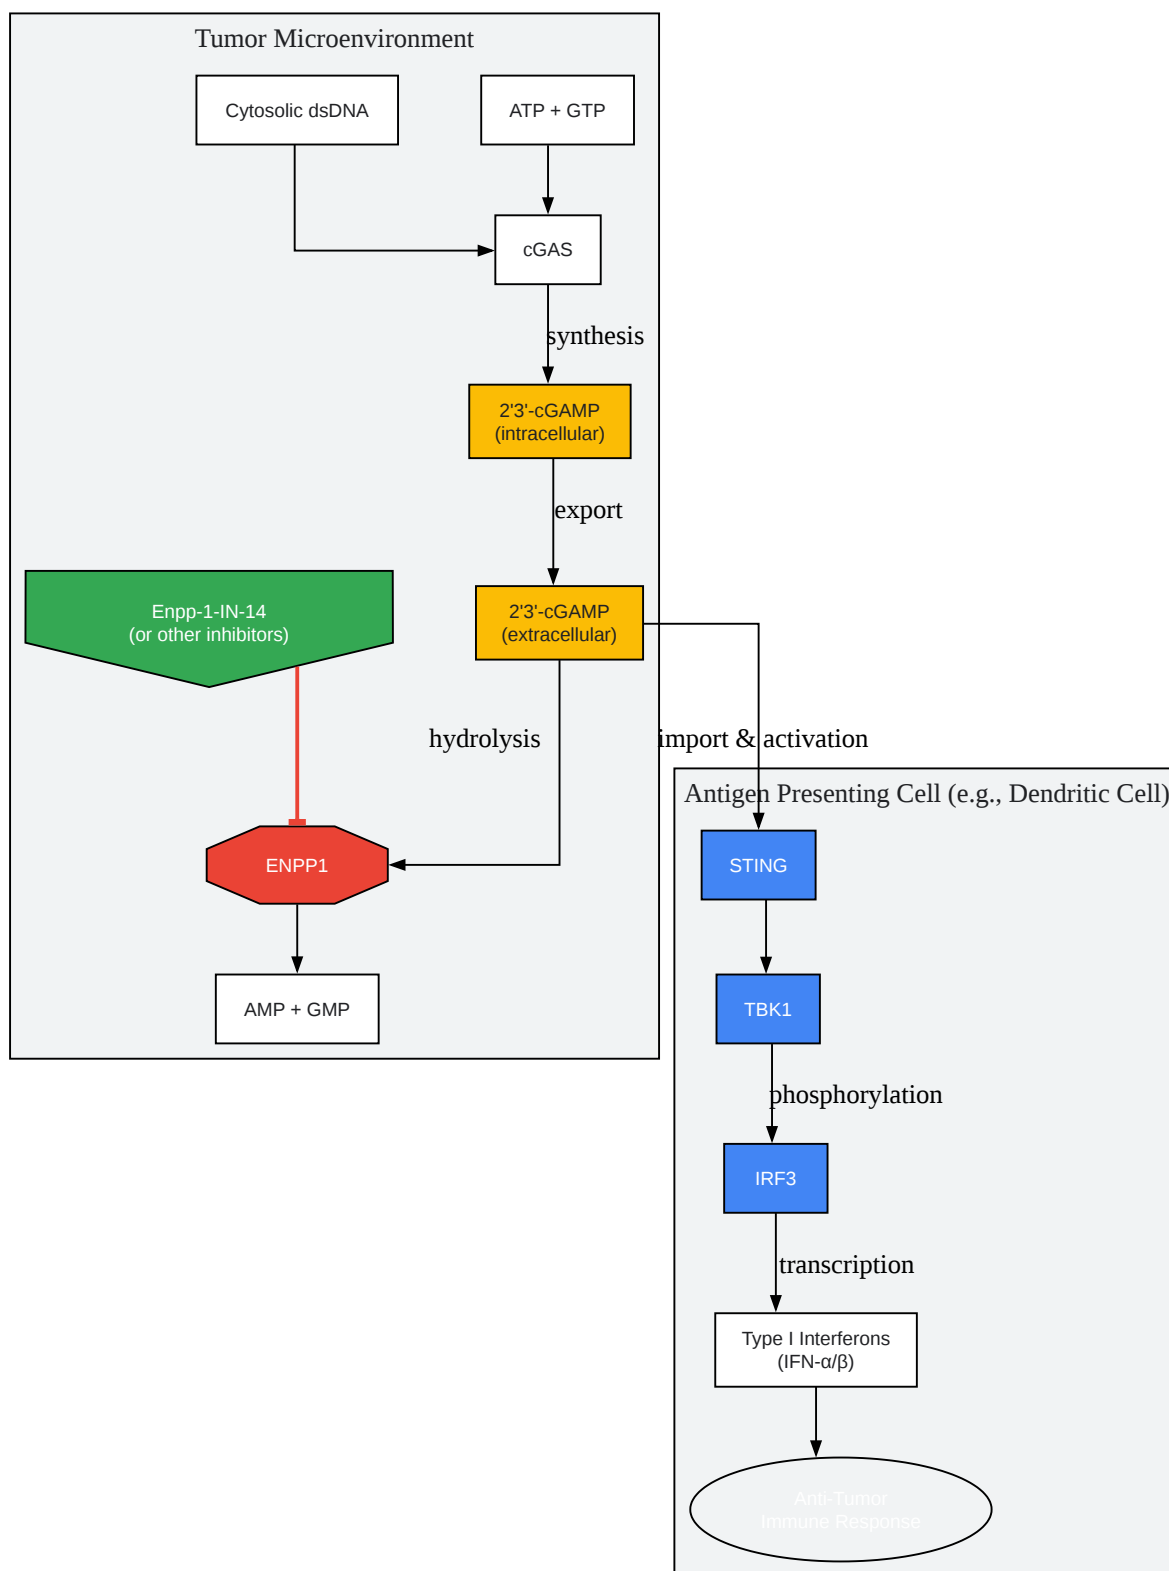 Tumor Microenvironment
Cytosolic dsDNA
ATP + GTP
cGAS
synthesis
2'3'-cGAMP
(intracellular)
export
Enpp-1-IN-14
(or other inhibitors)
2'3'-cGAMP
(extracellular)
hydrolysis
import & activation
Antigen Presenting Cell (e.g., Dendritic Cell)
ENPP1
STING
AMP + GMP
TBK1
phosphorylation
IRF3
transcription
Type I Interferons
(IFN-α/β)
Anti-Tumor
Immune Response